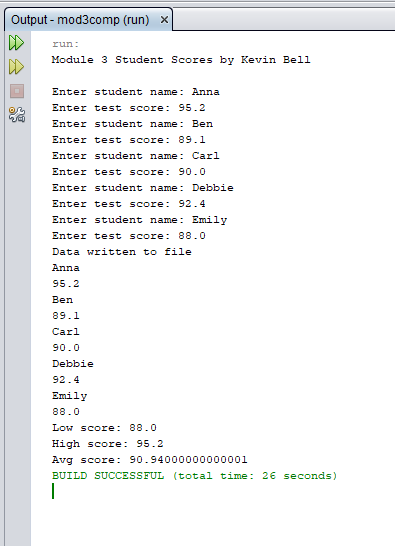 Output - mod3comp (run)
run:
Module 3 Student Scores by Kevin Bell
Enter student name: Anna
Enter test score: 95.2
Enter student name: Ben
Enter test score: 89.1
Enter student name: Carl
Enter test score: 90.0
Enter student name: Debbie
Enter test score: 92.4
Enter student name: Emily
Enter test score: 88.0
Data written to file
Anna
95.2
Ben
89.1
Carl
90.0
Debbie
92.4
Emily
88.0
Low score: 88.0
High score: 95.2
Avg score: 90.94000000000001
BUILD SUCCESSFUL (total time: 26 seconds)